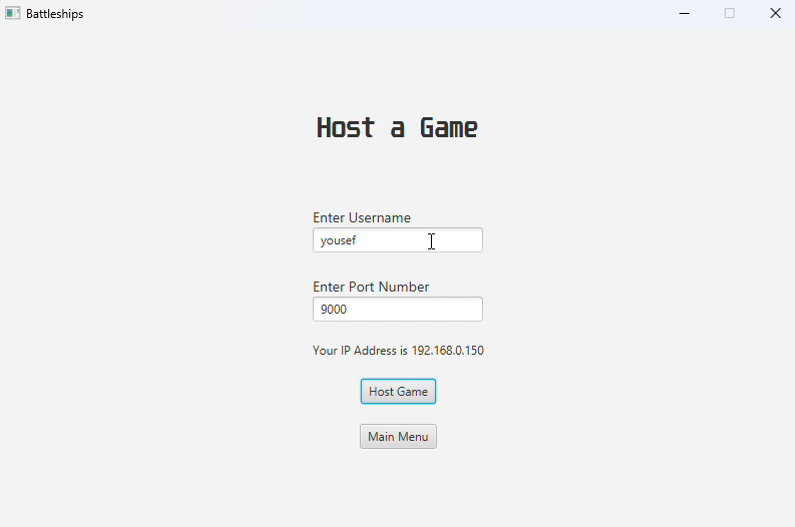 Battleships
Host a Game
Enter Username
yousef
Enter Port Number
9000
Your IP Address is 192.168.0.150
Host Game
Main Menu